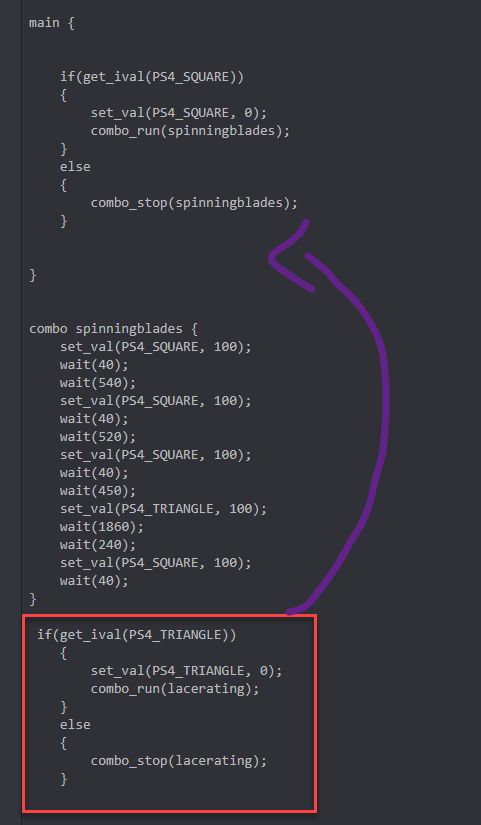 main {
if(get_ival(PS4_SQUARE))
{
set_val(PS4_SQUARE, 0);
combo_run(spinningblades);
}
else
{
combo_stop(spinningblades);
}
}
combo spinningblades {
set_val(PS4_SQUARE, 100);
wait(40);
wait(540);
set_val(PS4_SQUARE, 100);
wait(40);
wait(520);
set_val(PS4_SQUARE, 100);
wait(40);
wait(450);
set_val(PS4_TRIANGLE, 100);
wait(1860);
wait(240);
set_val(PS4_SQUARE, 100);
wait(40);
}
if(get_ival(PS4_TRIANGLE))
{
set_val(PS4_TRIANGLE, 0);
combo_run(lacerating);
}
else
{
combo_stop(lacerating);
}